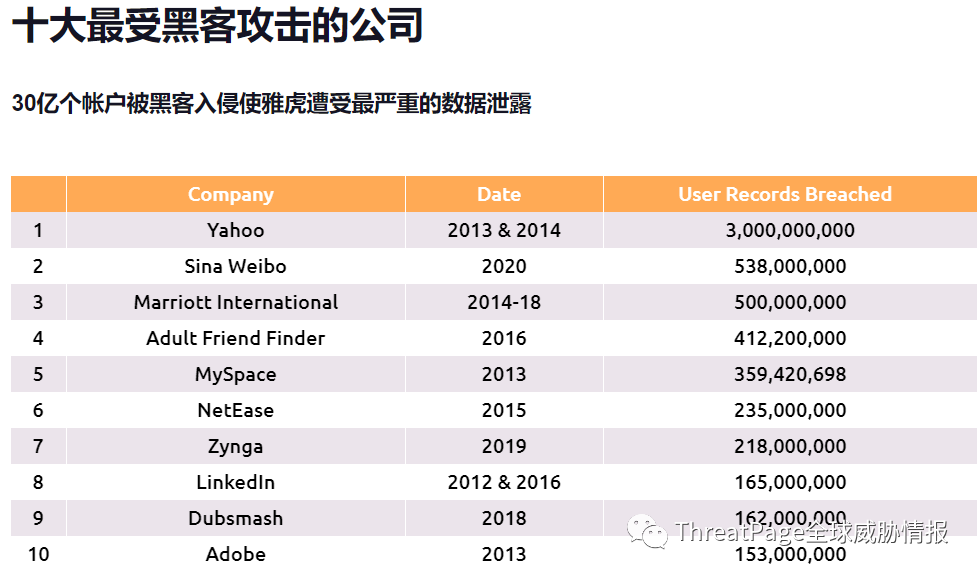 十大最受黑客攻击的公司
30亿个帐户被黑客入侵使雅虎遭受最严重的数据泄露
Company Date User Records Breached
1 Yahoo 2013 & 2014 3,000,000,000
2 Sina Weibo 2020 538,000,000
3 Marriott International 2014-18 500,000,000
4 Adult Friend Finder 2016 412,200,000
5 MySpace 2013 359,420,698
6 NetEase 2015 235,000,000
7 Zynga 2019 218,000,000
8 LinkedIn 2012 & 2016 165,000,000
9 Dubsmash 2018 162,000,000
ThreatPage全球威胁情报
10 Adobe 2013 153,000,000